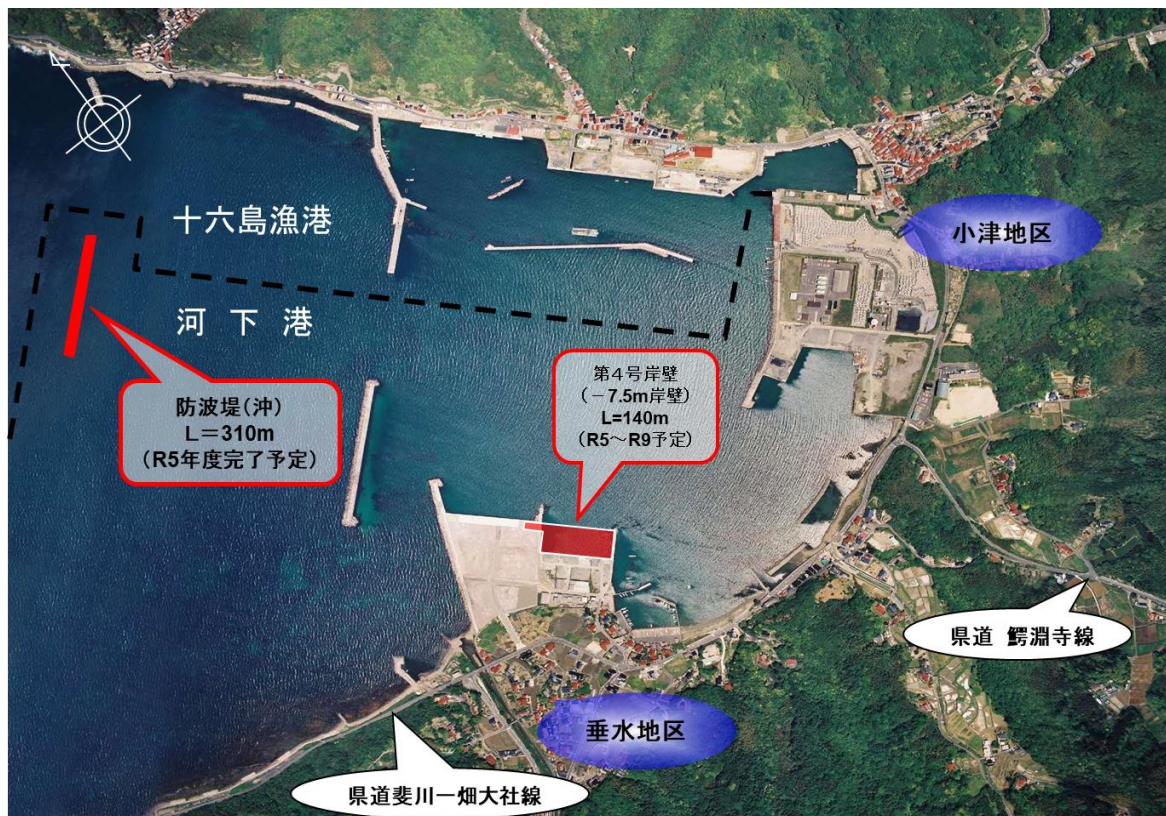 十六島漁港
小津地区
河下港
防波堤(沖)
L=310m
(R5年度完了予定)
第4号岸壁
(-7.5m岸壁)
L=140m
(R5~R9予定)
県道 鰐淵寺線
垂水地区
県道斐川一畑大社線